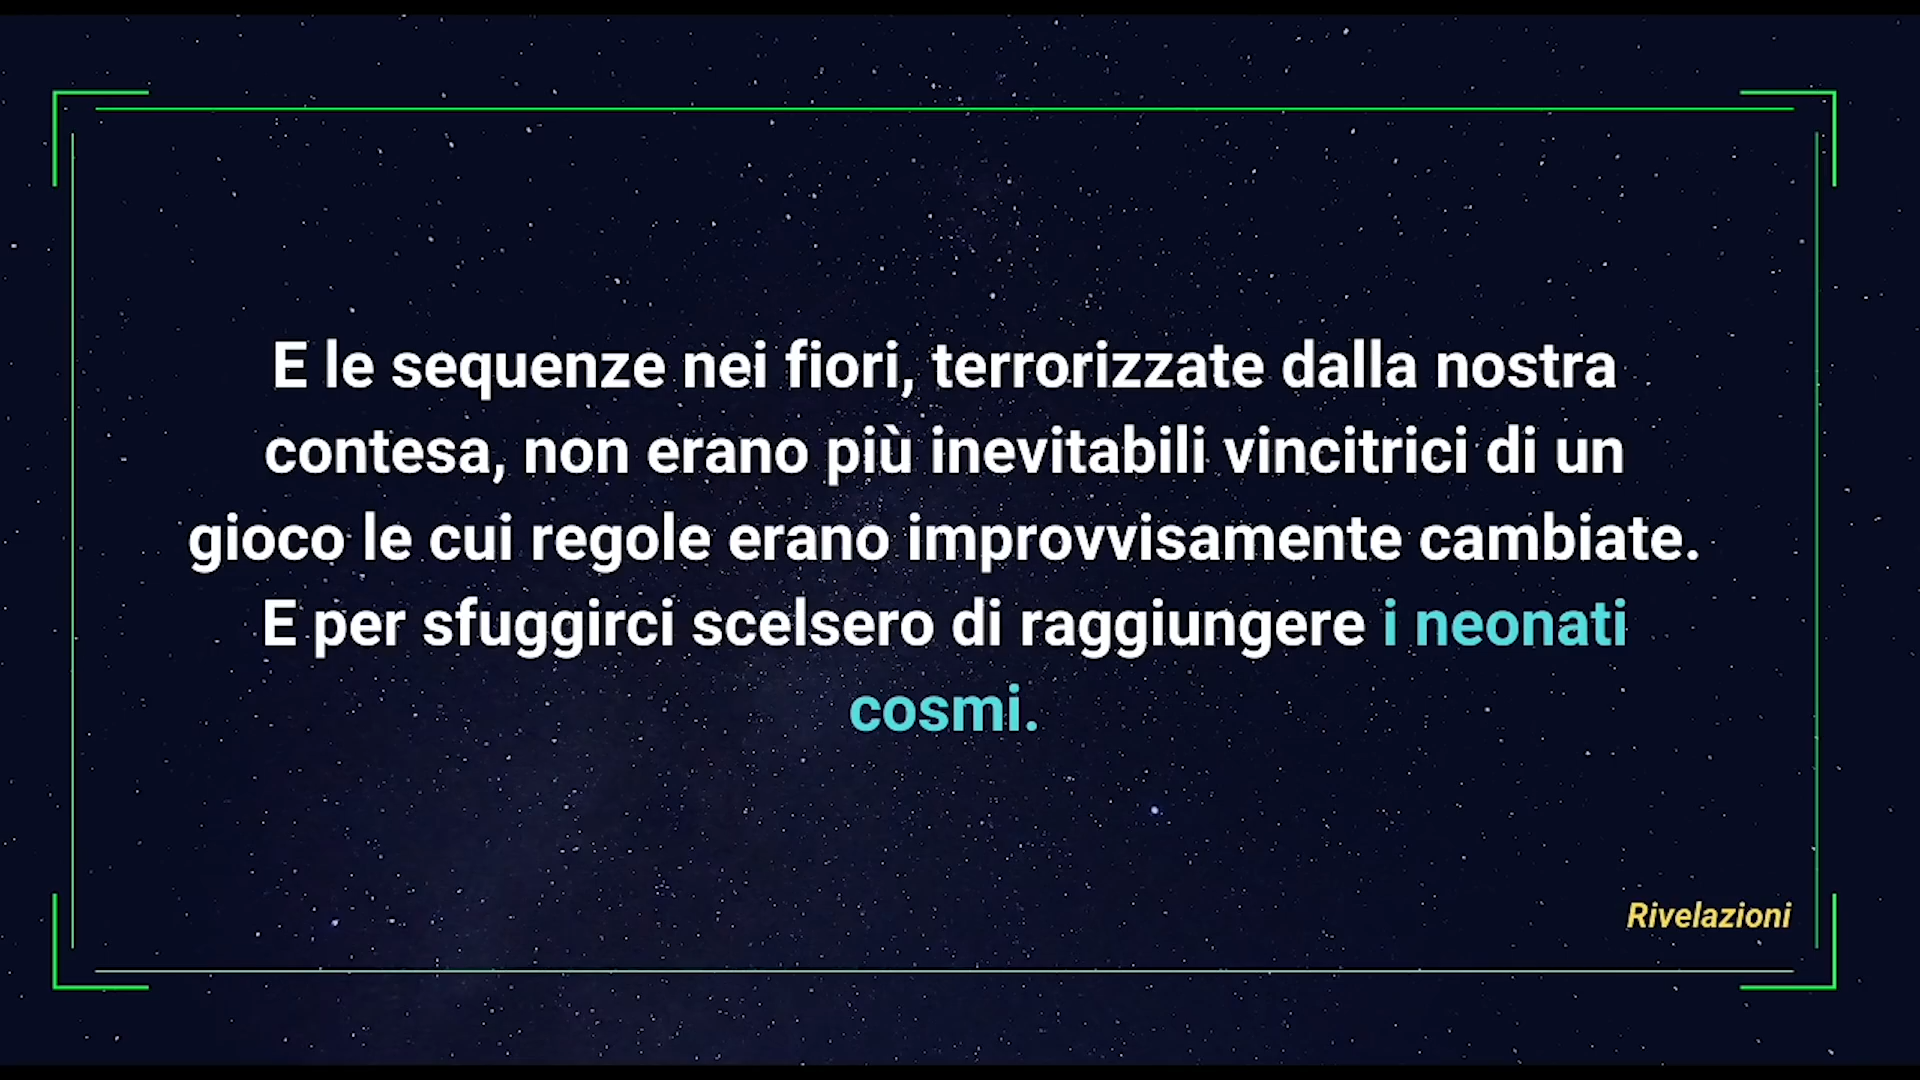 E le sequenze nei fiori, terrorizzate dalla nostra
contesa, non erano più inevitabili vincitrici di un
gioco le cui regole erano improvvisamente cambiate.
E per sfuggirci scelsero di raggiungere i neonati
cosmi.
Rivelazioni